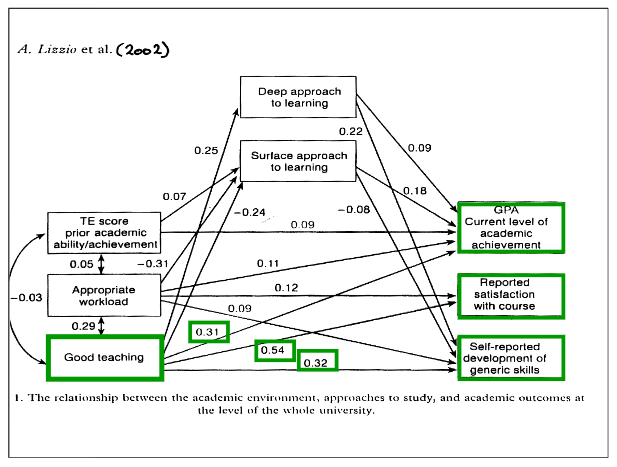 A. Lizzio et al. (2002)
Deep approach
to learning
0.22
0.09
0.25
Surface approach
to learning
0.07
0.18
-0.24
-0.08
TE score
prior academic
ability/achievement
0.09
GPA
Current level of
academic
achievement
0.05
-0.31
0.11
-0.03
Appropriate
workload
0.12
Reported
satisfaction
with course
0.29
0.09
0.31
Good teaching
0.54
0.32
Self-reported
development of
generic skills
1. The relationship between the academic environment, approaches to study, and academic outcomes at
the level of the whole university.